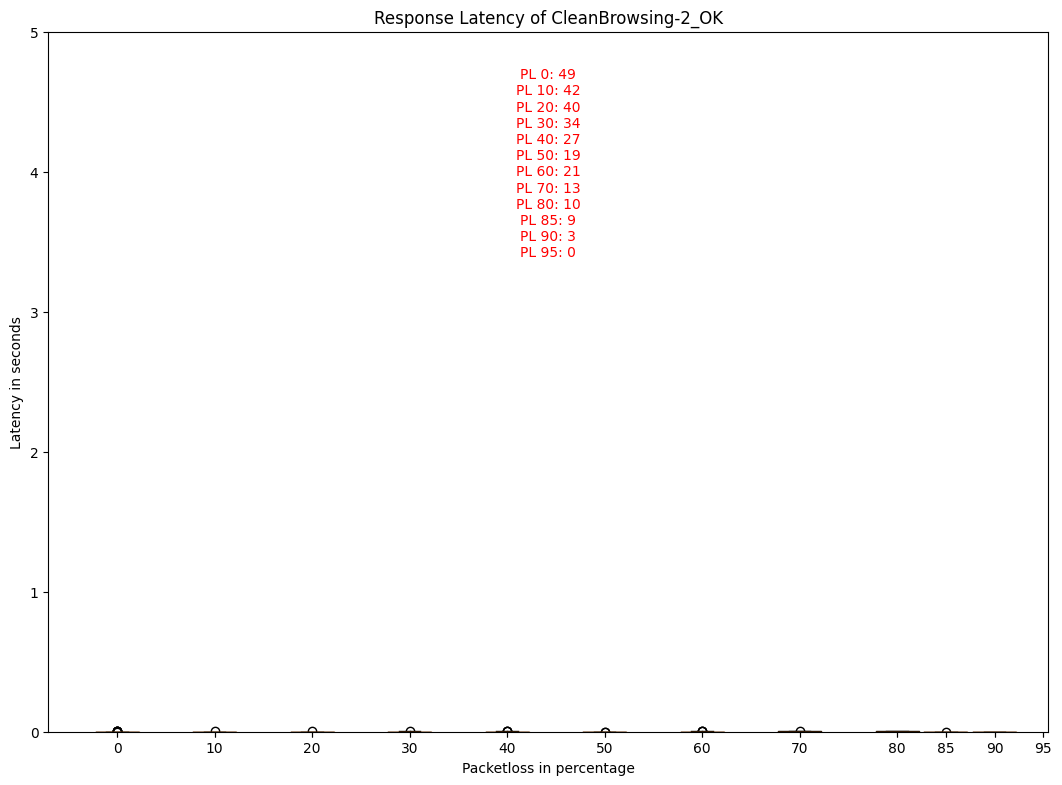 Response Latency of CleanBrowsing-2_OK
5
PL 0: 49
PL 10: 42
PL 20: 40
PL 30: 34
PL 40: 27
PL 50: 19
PL 60: 21
PL 70: 13
PL 80: 10
PL 85: 9
PL 90: 3
PL 95: 0
4
3
2
1
0
Latency in seconds
0 10 20 30 40 50 60 70 80 85 90 95
Packetloss in percentage